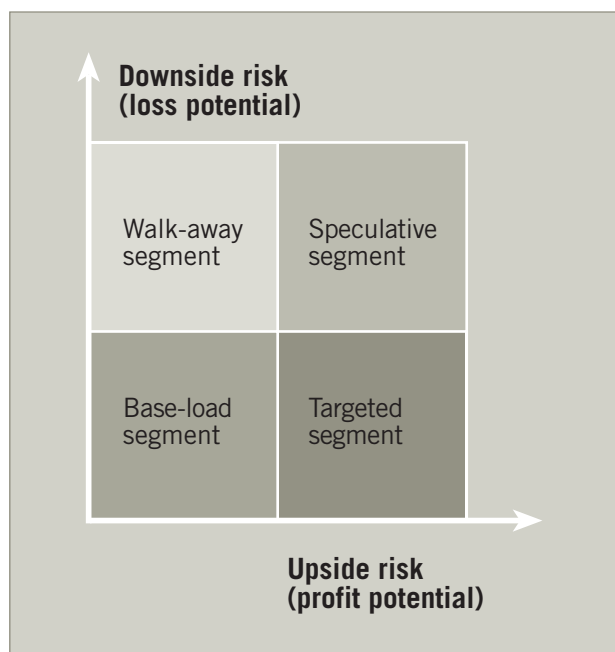 Downside risk
(loss potential)
Walk-away
segment
Speculative
segment
Base-load
segment
Targeted
segment
Upside risk
(profit potential)